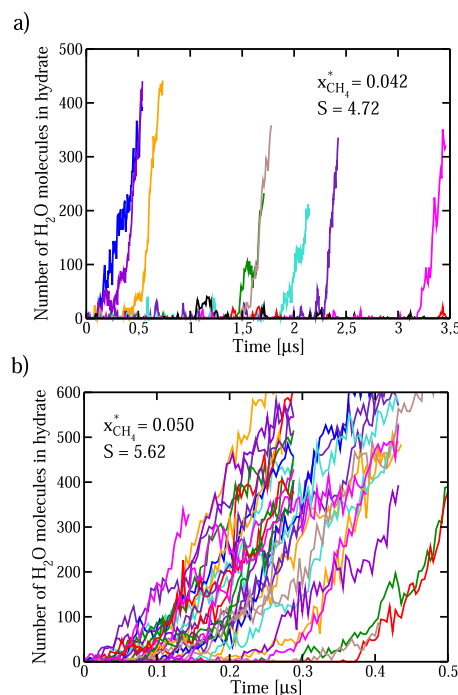 a)
500
400
300
200
100
0
Number of H₂O molecules in hydrate
x*CH₄ = 0.042
S = 4.72
0 0,5 1 1,5 2 2,5 3 3,5
Time [μs]
b)
600
500
400
300
200
100
0
Number of H₂O molecules in hydrate
x*CH₄ = 0.050
S = 5.62
0 0.1 0.2 0.3 0.4 0.5
Time [μs]